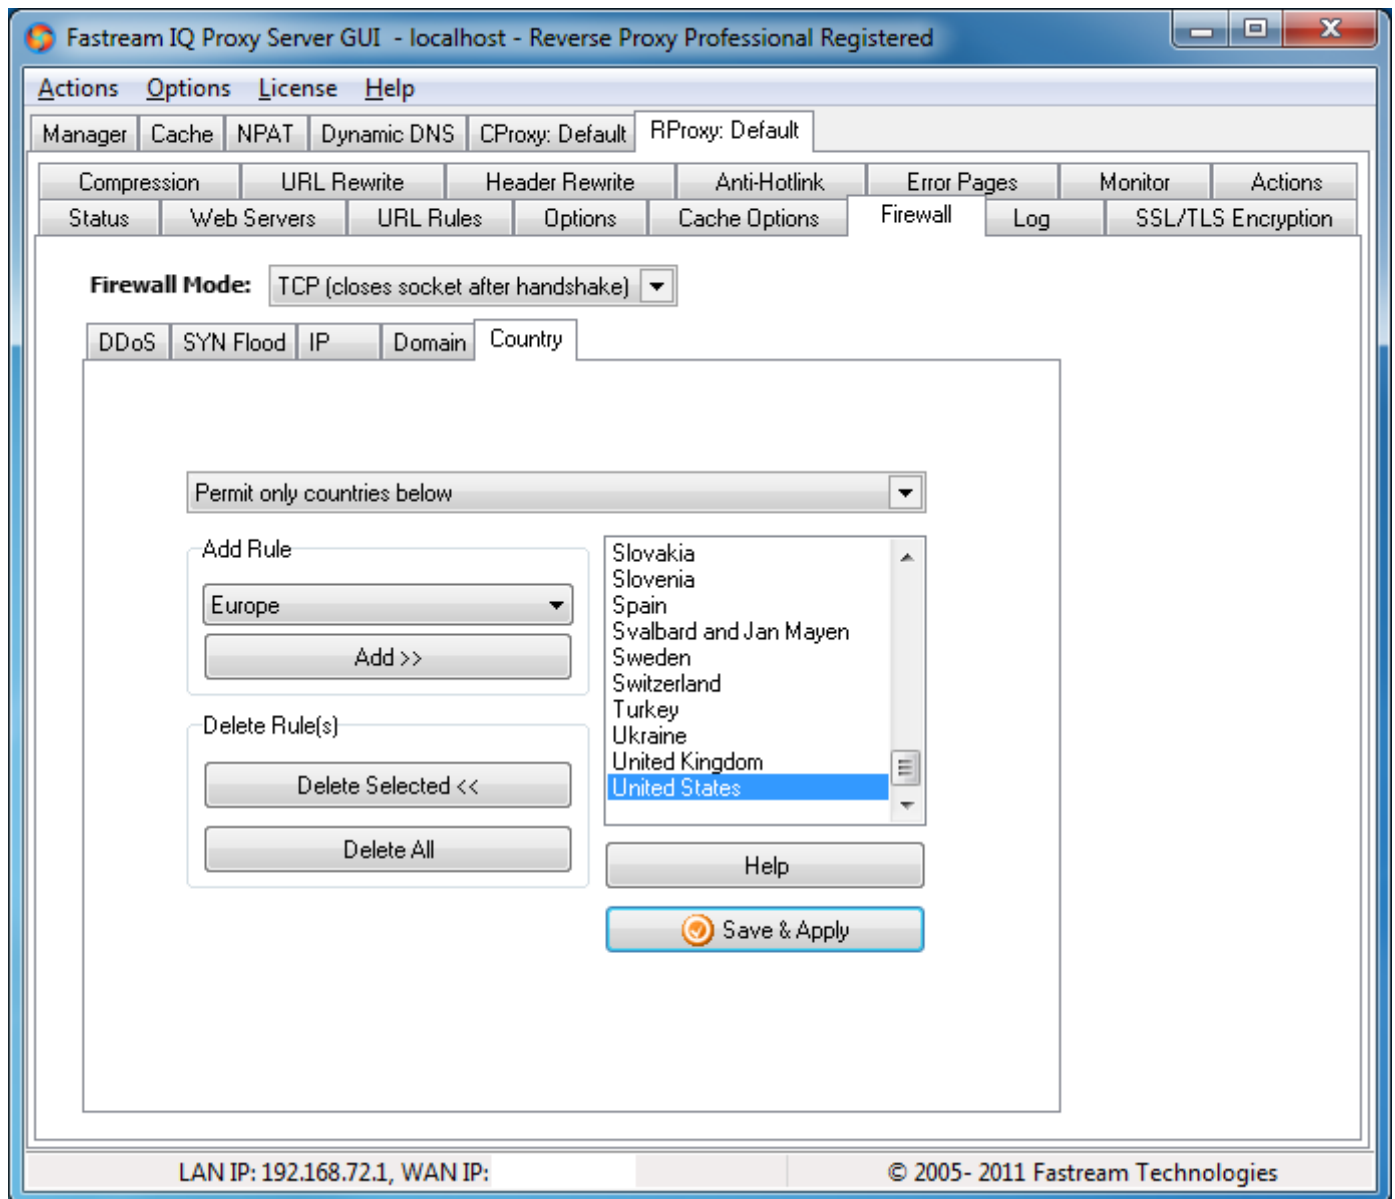 Fastream IQ Proxy Server GUI - localhost - Reverse Proxy Professional Registered
Actions Options License Help
Manager Cache NPAT Dynamic DNS CProxy: Default RProxy: Default
Compression URL Rewrite Header Rewrite Anti-Hotlink Error Pages Monitor Actions
Status Web Servers URL Rules Options Cache Options Firewall Log SSL/TLS Encryption
Firewall Mode: TCP (closes socket after handshake)
DDoS SYN Flood IP Domain Country
Permit only countries below
Add Rule
Europe
Add >>
Delete Rule(s)
Delete Selected <<
Delete All
Slovakia
Slovenia
Spain
Svalbard and Jan Mayen
Sweden
Switzerland
Turkey
Ukraine
United Kingdom
United States
Help
Save & Apply
LAN IP: 192.168.72.1, WAN IP:
© 2005- 2011 Fastream Technologies